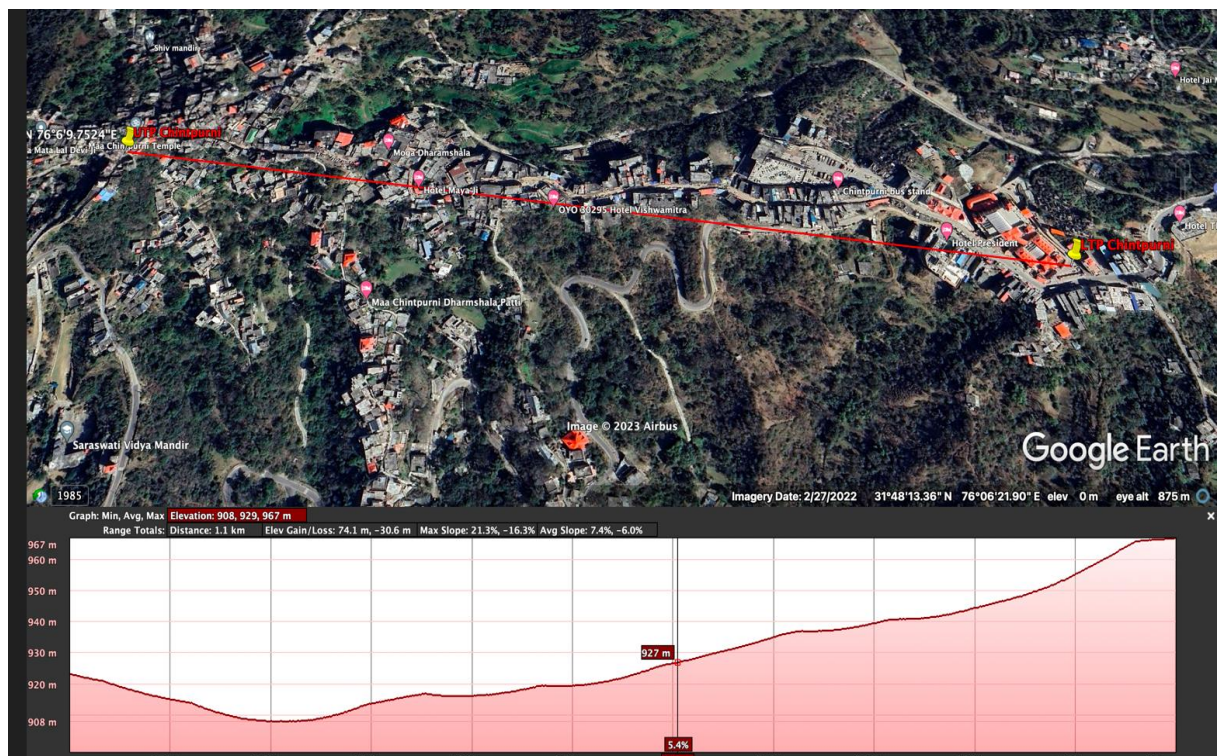 Shiv mandir
Hotel Jai M
N 76°6'9.7524"E
UTP Chintpurni
a Mata Lal Devi Ji
Maa Chintpurni Temple
Moga Dharamshala
Hotel Maya Ji
Chintpurni bus stand
OYO 30295 Hotel Vishwamitra
Hotel President
LTP Chintpurni
Hotel T
Maa Chintpurni Dharmshala Patti
Saraswati Vidya Mandir
Image © 2023 Airbus
Google Earth
1985
Imagery Date: 2/27/2022 31°48'13.36" N 76°06'21.90" E elev 0 m eye alt 875 m
Graph: Min, Avg, Max Elevation: 908, 929, 967 m
Range Totals: Distance: 1.1 km Elev Gain/Loss: 74.1 m, -30.6 m Max Slope: 21.3%, -16.3% Avg Slope: 7.4%, -6.0%
967 m
960 m
950 m
940 m
930 m
927 m
920 m
908 m
5.4%